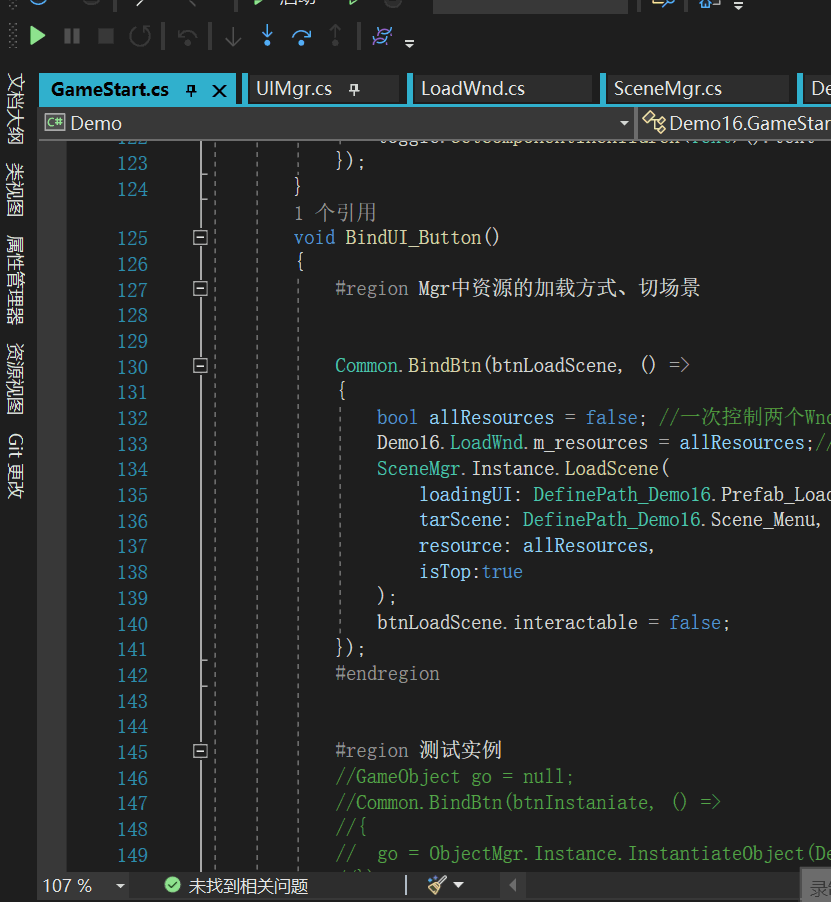 启动
GameStart.cs
UIMgr.cs
LoadWnd.cs
SceneMgr.cs
De
C# Demo
Demo16.GameStar
文档大纲
类视图
属性管理器
资源视图
Git 更改
123 });
124 }
1 个引用
125 void BindUI_Button()
126 {
127 #region Mgr中资源的加载方式、切场景
128
129
130 Common.BindBtn(btnLoadScene, () =>
131 {
132 bool allResources = false; //一次控制两个Wnd
133 Demo16.LoadWnd.m_resources = allResources;//
134 SceneMgr.Instance.LoadScene(
135 loadingUI: DefinePath_Demo16.Prefab_Load
136 tarScene: DefinePath_Demo16.Scene_Menu,
137 resource: allResources,
138 isTop:true
139 );
140 btnLoadScene.interactable = false;
141 });
142 #endregion
143
144
145 #region 测试实例
146 //GameObject go = null;
147 //Common.BindBtn(btnInstaniate, () =>
148 //{
149 // go = ObjectMgr.Instance.InstantiateObject(De
107 %
未找到相关问题